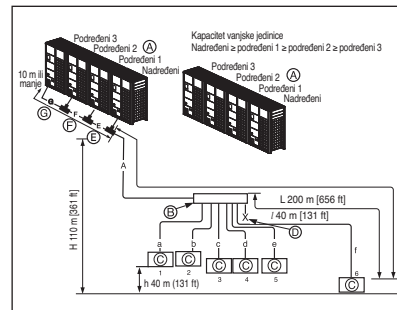 Podređeni 3
Podređeni 2
Podređeni 1
Nadređeni
A
Kapacitet vanjske jedinice
Nadređeni ≥ podređeni 1 ≥ podređeni 2 ≥ podređeni 3
Podređeni 3
Podređeni 2
Podređeni 1
Nadređeni
A
10 m ili
manje
G
F
E
G
F
E
A
H 110 m [361 ft]
B
L 200 m [656 ft]
l 40 m [131 ft]
X
D
a
b
c
d
e
f
C
C
C
C
C
C
1
2
3
4
5
6
h 40 m (131 ft)